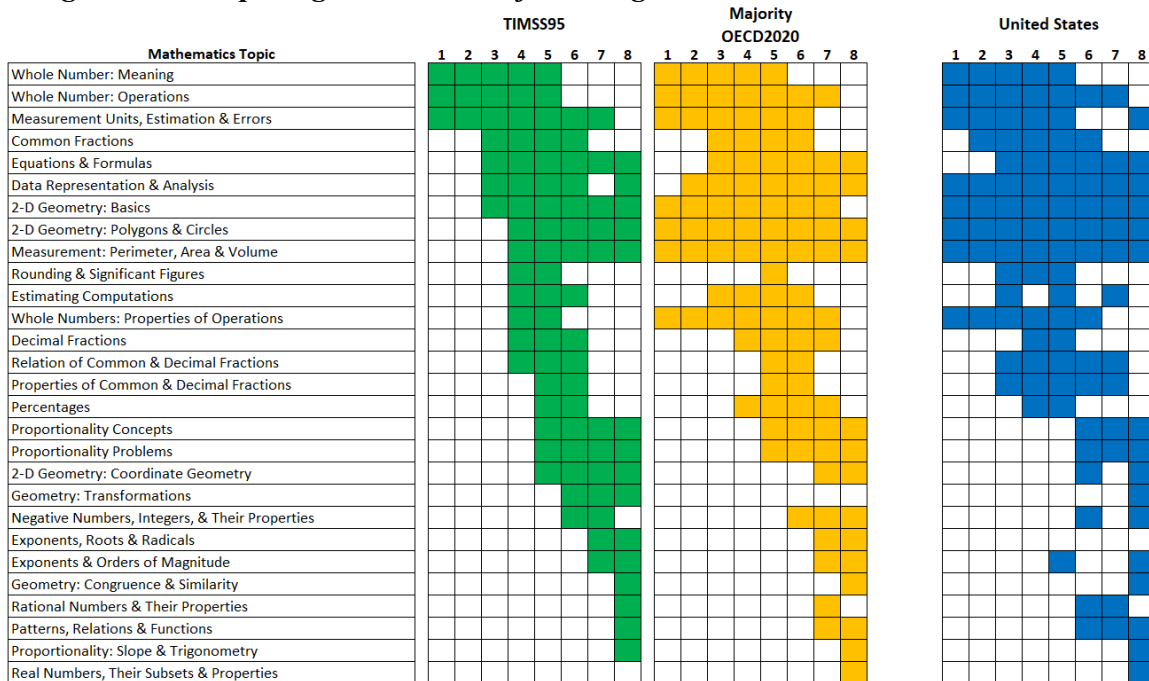 TIMSS95
Majority
OECD2020
United States
Mathematics Topic
1 2 3 4 5 6 7 8
1 2 3 4 5 6 7 8
1 2 3 4 5 6 7 8
Whole Number: Meaning
Whole Number: Operations
Measurement Units, Estimation & Errors
Common Fractions
Equations & Formulas
Data Representation & Analysis
2-D Geometry: Basics
2-D Geometry: Polygons & Circles
Measurement: Perimeter, Area & Volume
Rounding & Significant Figures
Estimating Computations
Whole Numbers: Properties of Operations
Decimal Fractions
Relation of Common & Decimal Fractions
Properties of Common & Decimal Fractions
Percentages
Proportionality Concepts
Proportionality Problems
2-D Geometry: Coordinate Geometry
Geometry: Transformations
Negative Numbers, Integers, & Their Properties
Exponents, Roots & Radicals
Exponents & Orders of Magnitude
Geometry: Congruence & Similarity
Rational Numbers & Their Properties
Patterns, Relations & Functions
Proportionality: Slope & Trigonometry
Real Numbers, Their Subsets & Properties